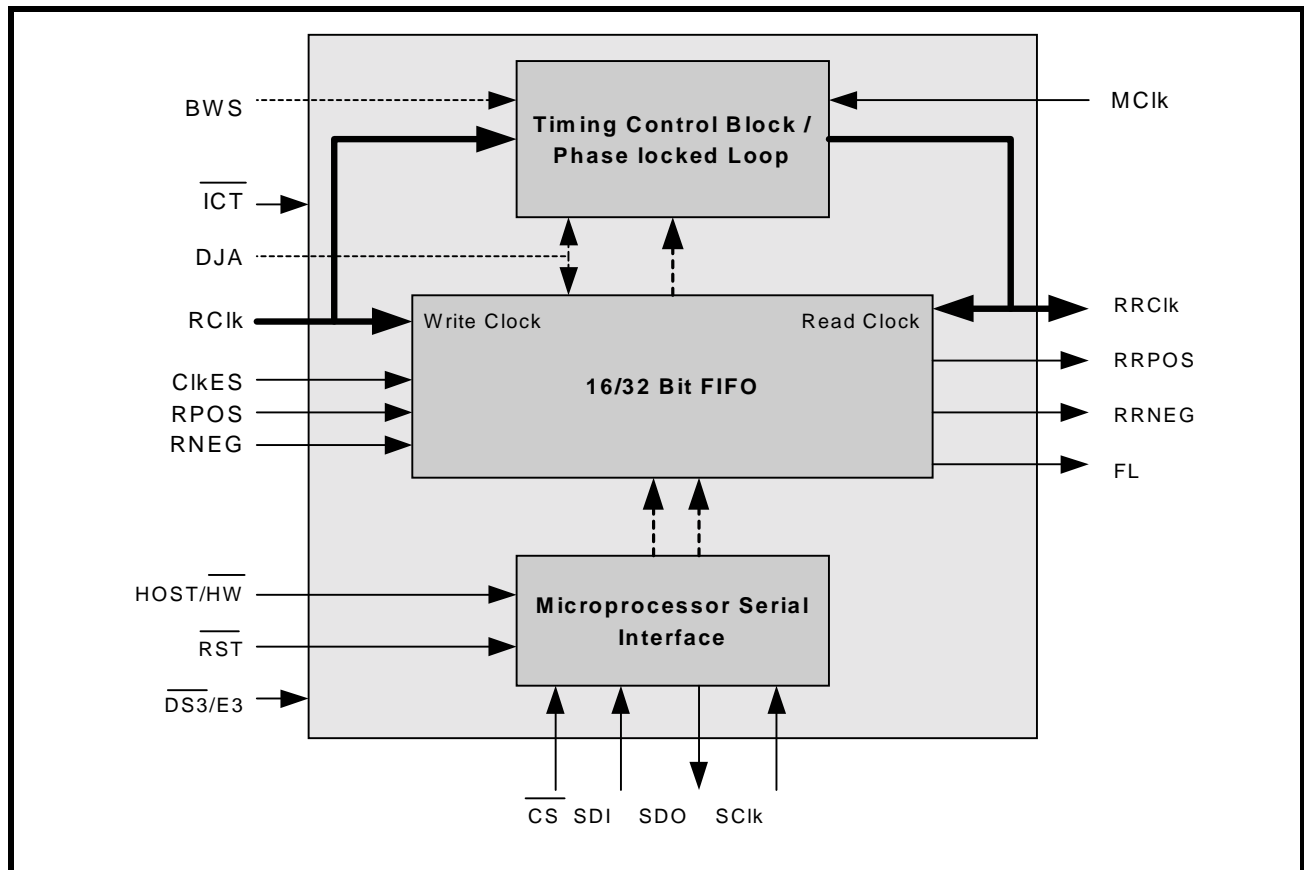 BWS
MClk
Timing Control Block /
Phase locked Loop
ICT
DJA
RClk
Write Clock
Read Clock
RRClk
ClkES
RPOS
RNEG
16/32 Bit FIFO
RRPOS
RRNEG
FL
HOST/HW
RST
DS3/E3
Microprocessor Serial
Interface
CS SDI SDO SClk